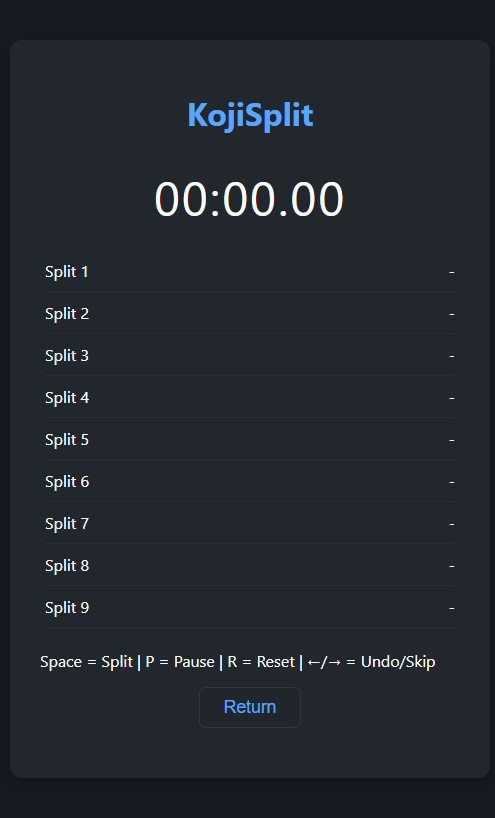 KojiSplit
00:00.00
Split 1 -
Split 2 -
Split 3 -
Split 4 -
Split 5 -
Split 6 -
Split 7 -
Split 8 -
Split 9 -
Space = Split | P = Pause | R = Reset | ←/→ = Undo/Skip
Return